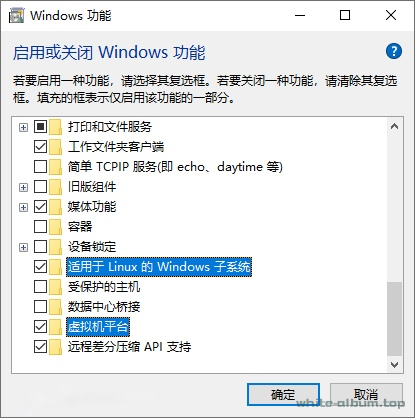 Windows 功能
启用或关闭 Windows 功能
若要启用一种功能，请选择其复选框。若要关闭一种功能，请清除其复选
框。填充的框表示仅启用该功能的一部分。
打印和文件服务
工作文件夹客户端
简单 TCPIP 服务(即 echo、daytime 等)
旧版组件
媒体功能
容器
设备锁定
适用于 Linux 的 Windows 子系统
受保护的主机
数据中心桥接
虚拟机平台
远程差分压缩 API 支持
确定
取消
white-album.top